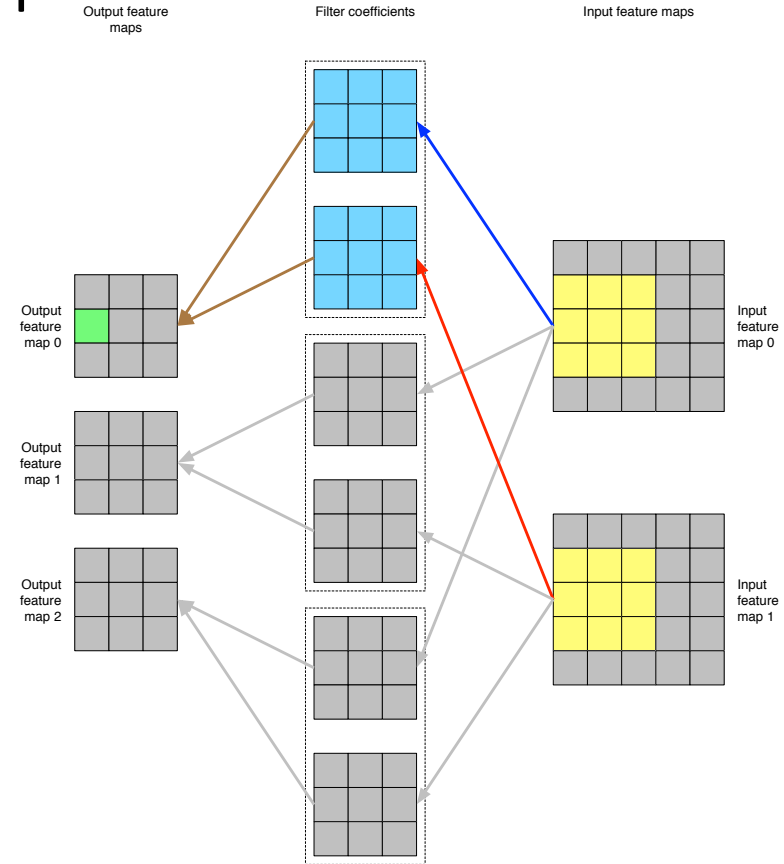 Output feature
maps
Filter coefficients
Input feature maps
Output
feature
map 0
Input
feature
map 0
Output
feature
map 1
Output
feature
map 2
Input
feature
map 1